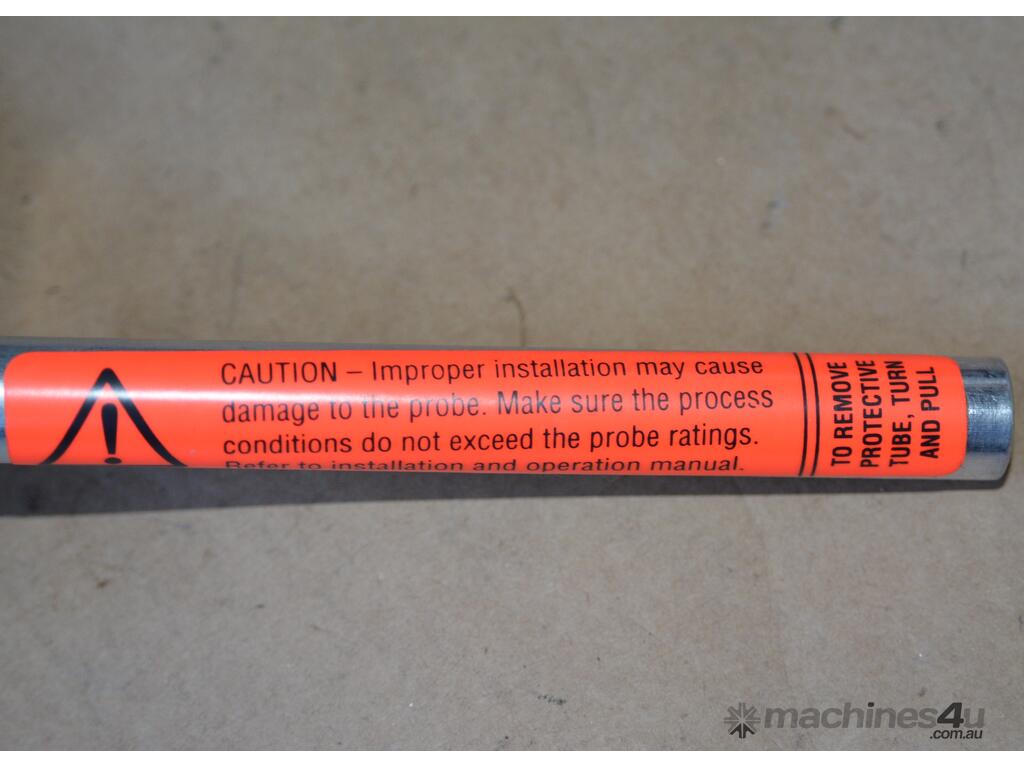 CAUTION – Improper installation may cause
damage to the probe. Make sure the process
conditions do not exceed the probe ratings.
Refer to installation and operation manual.
TO REMOVE
PROTECTIVE
TUBE, TURN
AND PULL
machines4u
.com.au